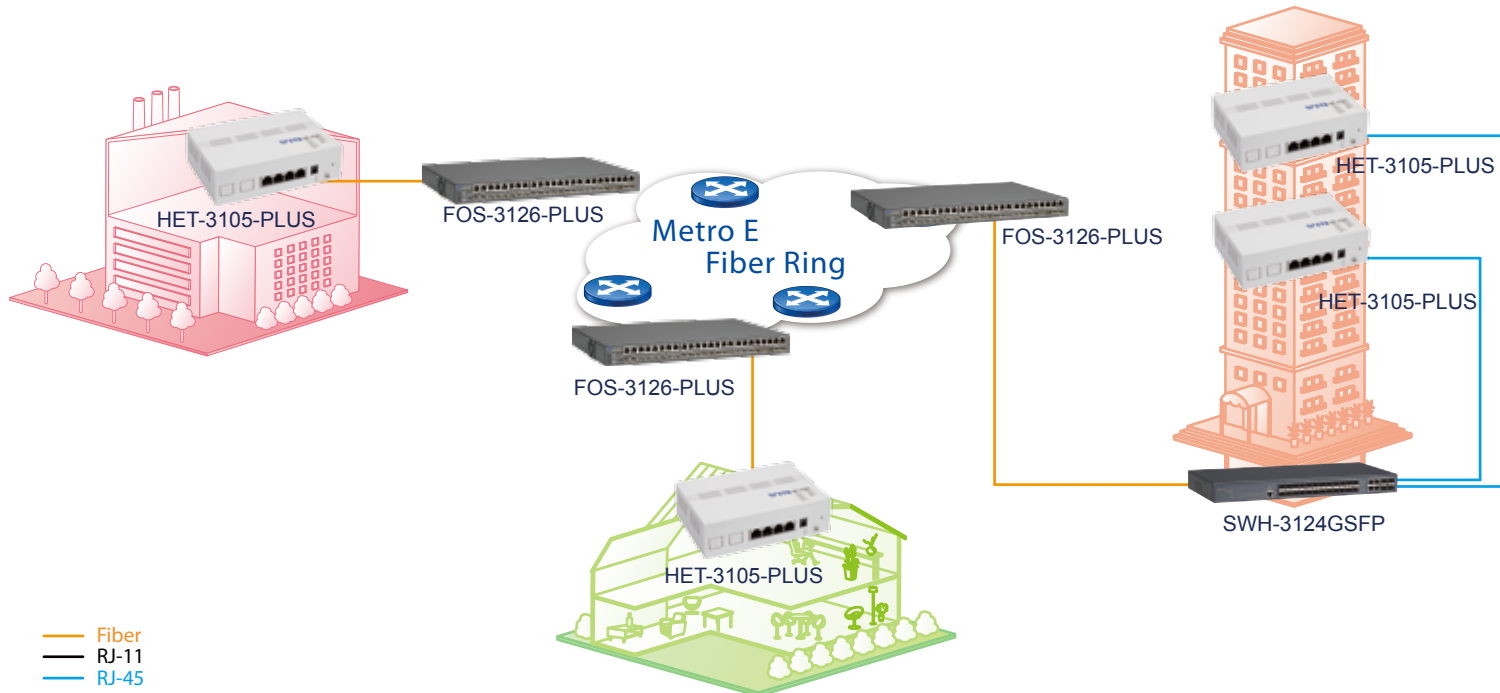 HET-3105-PLUS
FOS-3126-PLUS
Metro E
Fiber Ring
FOS-3126-PLUS
HET-3105-PLUS
HET-3105-PLUS
FOS-3126-PLUS
SWH-3124GSFP
HET-3105-PLUS
Fiber
RJ-11
RJ-45